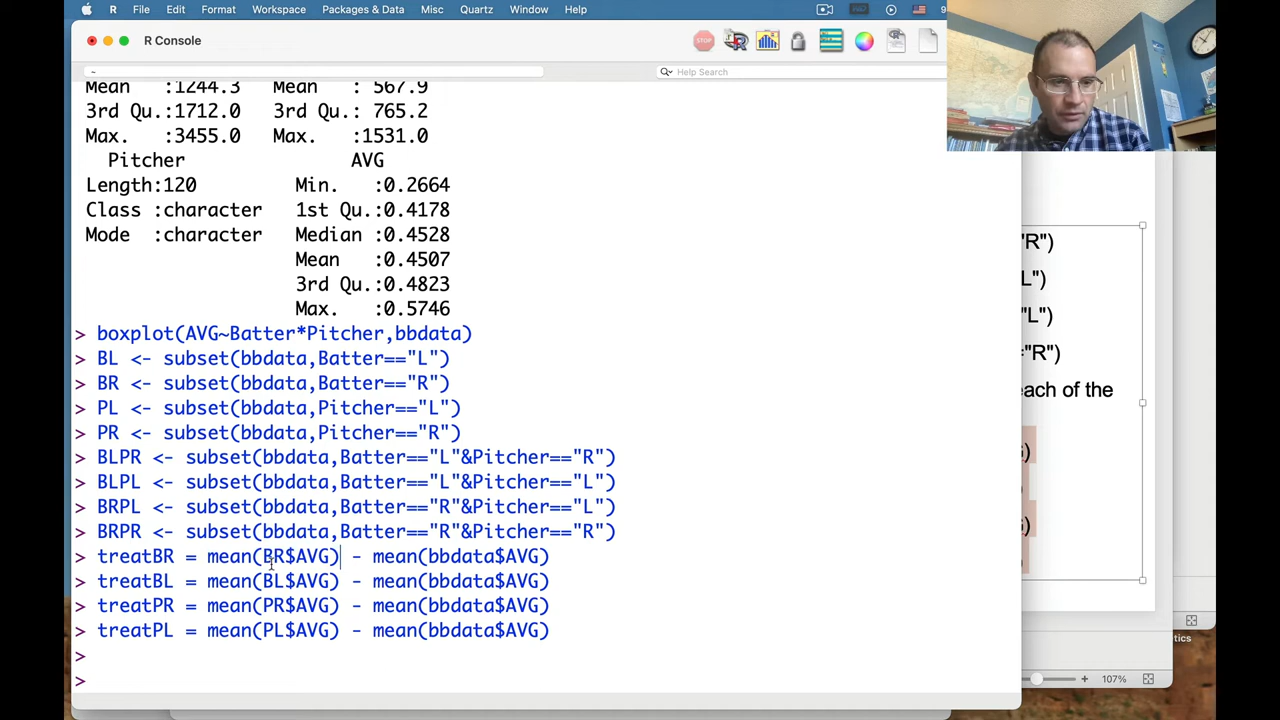 R File Edit Format Workspace Packages & Data Misc Quartz Window Help
R Console
STOP
~
Help Search
Mean :1244.3 Mean : 567.9
3rd Qu.:1712.0 3rd Qu.: 765.2
Max. :3455.0 Max. :1531.0
Pitcher AVG
Length:120 Min. :0.2664
Class :character 1st Qu.:0.4178
Mode :character Median :0.4528
Mean :0.4507
3rd Qu.:0.4823
Max. :0.5746
> boxplot(AVG~Batter*Pitcher,bbdata)
> BL <- subset(bbdata,Batter=="L")
> BR <- subset(bbdata,Batter=="R")
> PL <- subset(bbdata,Pitcher=="L")
> PR <- subset(bbdata,Pitcher=="R")
> BLPR <- subset(bbdata,Batter=="L"&Pitcher=="R")
> BLPL <- subset(bbdata,Batter=="L"&Pitcher=="L")
> BRPL <- subset(bbdata,Batter=="R"&Pitcher=="L")
> BRPR <- subset(bbdata,Batter=="R"&Pitcher=="R")
> treatBR = mean(BR$AVG) - mean(bbdata$AVG)
> treatBL = mean(BL$AVG) - mean(bbdata$AVG)
> treatPR = mean(PR$AVG) - mean(bbdata$AVG)
> treatPL = mean(PL$AVG) - mean(bbdata$AVG)
>
>
"R")
L")
"L")
="R")
each of the
tics
107%